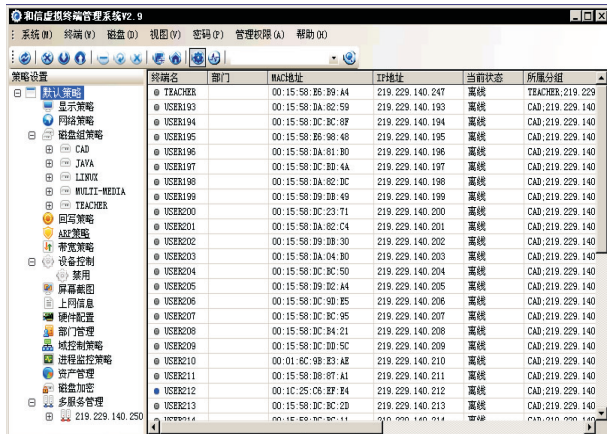 和信虚拟终端管理系统V2.9
系统(M) 终端(V) 磁盘(D) 视图(V) 密码(P) 管理权限(A) 帮助(H)
策略设置
默认策略
显示策略
网络策略
磁盘组策略
CAD
JAVA
LINUX
MULTI-MEDIA
TEACHER
回写策略
ARP策略
带宽策略
设备控制
禁用
屏幕截图
上网信息
硬件配置
部门管理
域控制策略
进程监控策略
资产管理
磁盘加密
多服务管理
219.229.140.250
终端名 部门 MAC地址 IP地址 当前状态 所属分组
TEACHER 00:15:58:E6:B9:A4 219.229.140.247 离线 TEACHER;219.229
USER193 00:15:58:DA:82:59 219.229.140.193 离线 CAD;219.229.140
USER194 00:15:58:DC:BC:8F 219.229.140.194 离线 CAD;219.229.140
USER195 00:15:58:E6:98:48 219.229.140.195 离线 CAD;219.229.140
USER196 00:15:58:DA:81:B0 219.229.140.196 离线 CAD;219.229.140
USER197 00:15:58:DC:BD:4A 219.229.140.197 离线 CAD;219.229.140
USER198 00:15:58:DA:82:DC 219.229.140.198 离线 CAD;219.229.140
USER199 00:15:58:D9:DB:49 219.229.140.199 离线 CAD;219.229.140
USER200 00:15:58:DC:23:71 219.229.140.200 离线 CAD;219.229.140
USER201 00:15:58:DA:82:C4 219.229.140.201 离线 CAD;219.229.140
USER202 00:15:58:D9:DB:30 219.229.140.202 离线 CAD;219.229.140
USER203 00:15:58:DA:04:B0 219.229.140.203 离线 CAD;219.229.140
USER204 00:15:58:DC:BC:50 219.229.140.204 离线 CAD;219.229.140
USER205 00:15:58:D9:D2:A4 219.229.140.205 离线 CAD;219.229.140
USER206 00:15:58:DC:9D:E5 219.229.140.206 离线 CAD;219.229.140
USER207 00:15:58:DC:BC:95 219.229.140.207 离线 CAD;219.229.140
USER208 00:15:58:DC:B4:21 219.229.140.208 离线 CAD;219.229.140
USER209 00:15:58:DC:DD:5C 219.229.140.209 离线 CAD;219.229.140
USER210 00:01:6C:9B:E3:AE 219.229.140.210 离线 CAD;219.229.140
USER211 00:15:58:D8:87:A1 219.229.140.211 离线 CAD;219.229.140
USER212 00:1C:25:C6:EF:E4 219.229.140.212 离线 CAD;219.229.140
USER213 00:15:58:DC:BC:2D 219.229.140.213 离线 CAD;219.229.140